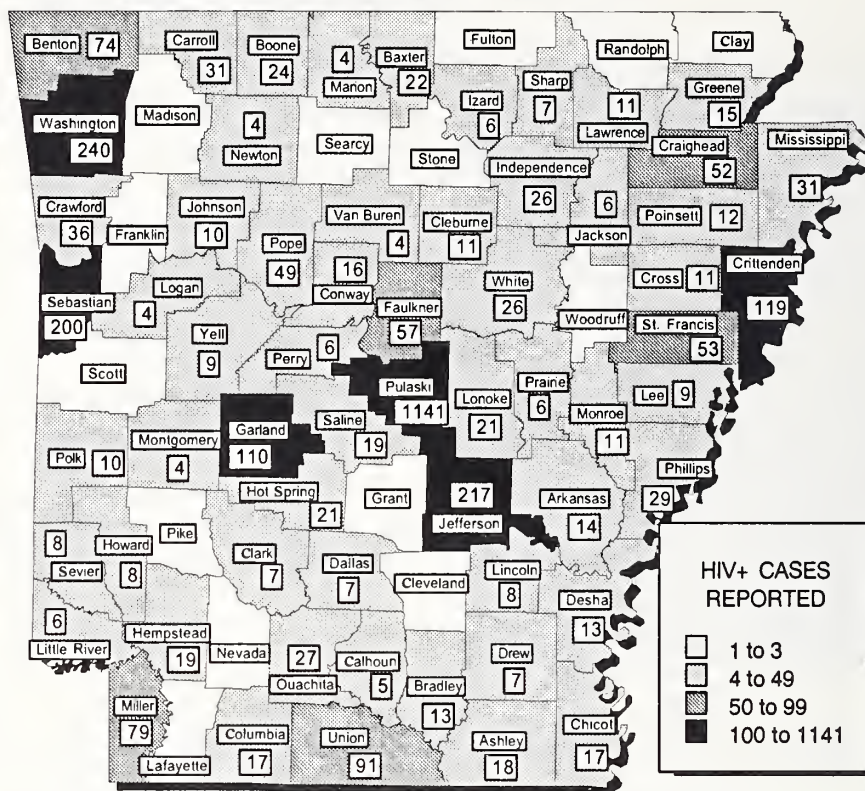 Benton 74
Carroll 31
Boone 24
4 Marion
Baxter 22
Fulton
Randolph
Clay
Sharp 7
Izard 6
11 Lawrence
Greene 15
Washington 240
Madison
4 Newton
Searcy
Stone
Independence 26
Craighead 52
Mississippi 31
Crawford 36
Franklin
Johnson 10
Pope 49
Van Buren 4
Cleburne 11
6 Jackson
Poinsett 12
Sebastian 200
Logan 4
16 Conway
Faulkner 57
White 26
Woodruff
Cross 11
Crittenden 119
St. Francis 53
Yell 9
Perry 6
Scott
Pulaski 1141
Lonoke 21
Prairie 6
Monroe 11
Lee 9
Polk 10
Montgomery 4
Garland 110
Saline 19
Hot Spring 21
Grant
217 Jefferson
Arkansas 14
Phillips 29
8 Sevier
Howard 8
Pike
Clark 7
Dallas 7
Cleveland
Lincoln 8
Desha 13
6 Little River
Hempstead 19
Nevada
27 Ouachita
Calhoun 5
Bradley 13
Drew 7
Miller 79
Lafayette
Columbia 17
Union 91
Ashley 18
Chicot 17
HIV+ CASES
REPORTED
1 to 3
4 to 49
50 to 99
100 to 1141